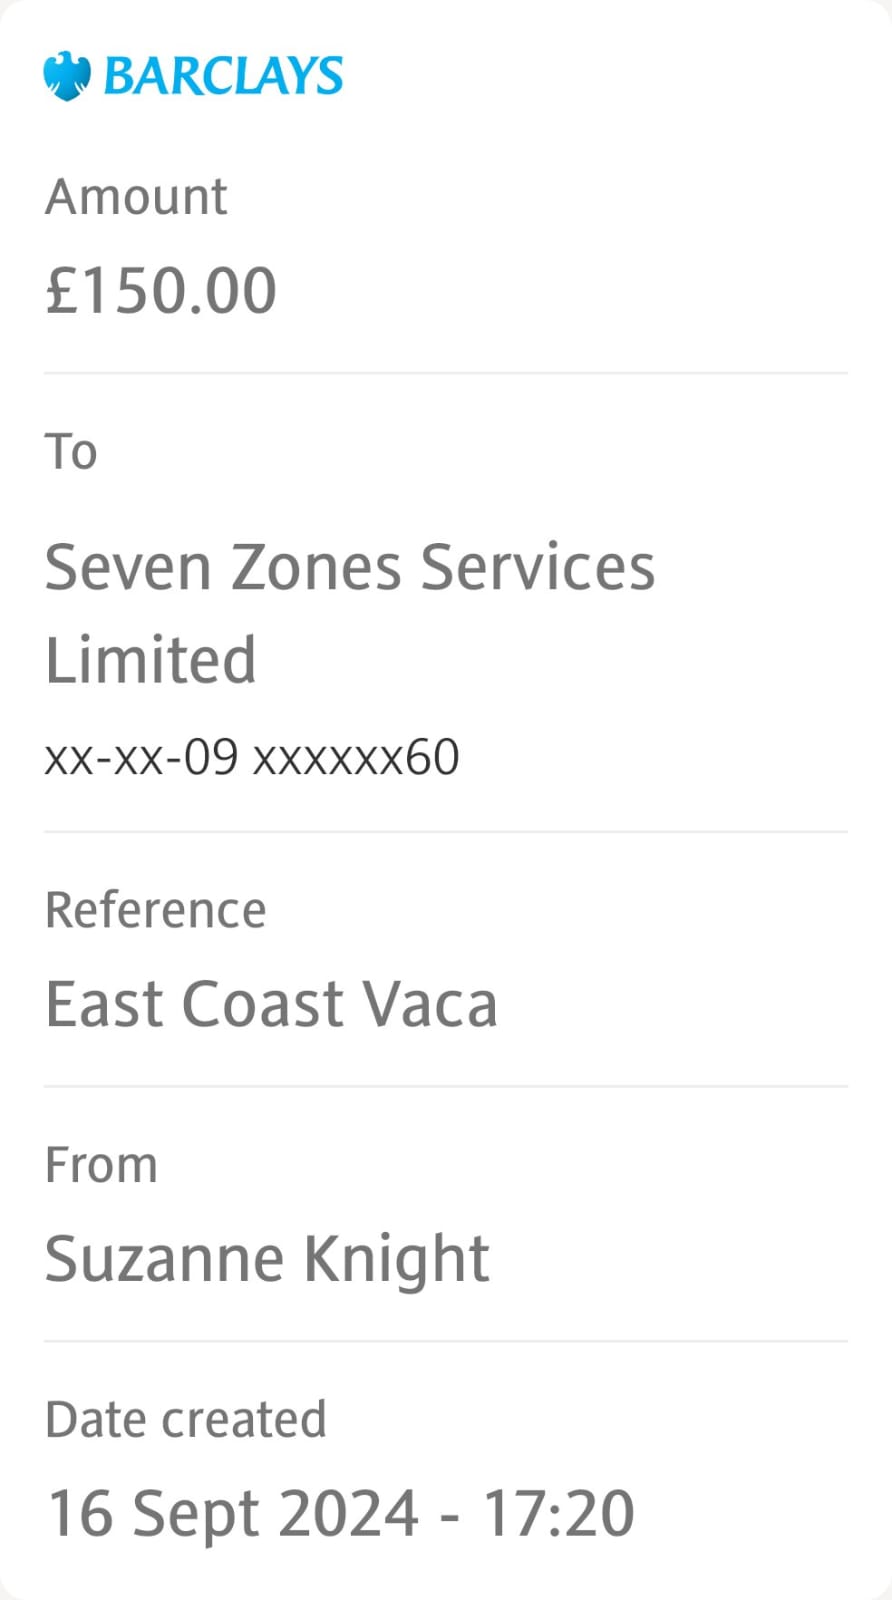 BARCLAYS
Amount
£150.00
To
Seven Zones Services
Limited
xx-xx-09 xxxxxx60
Reference
East Coast Vaca
From
Suzanne Knight
Date created
16 Sept 2024 - 17:20